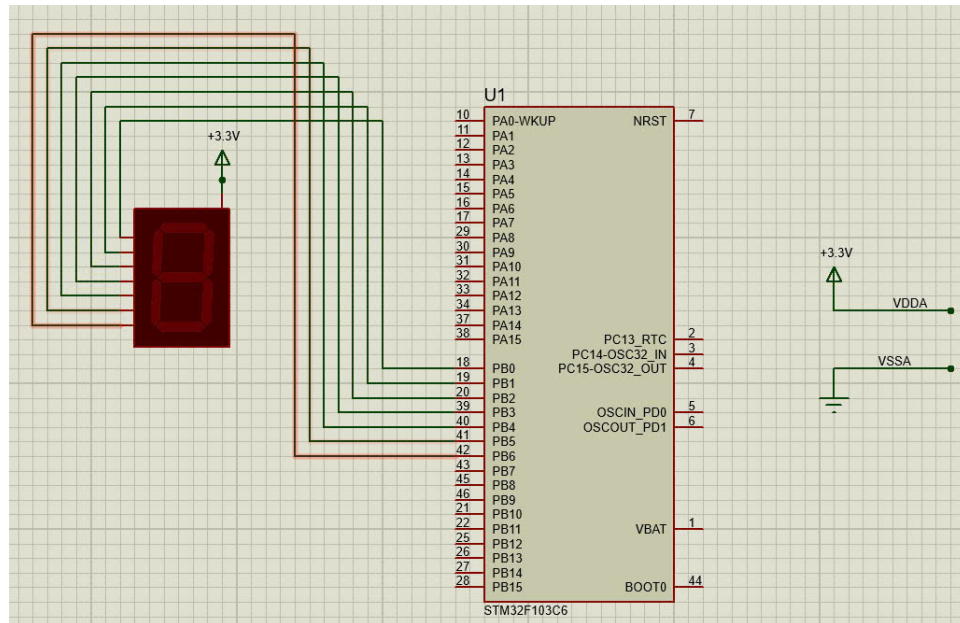 +3.3V
U1
10 PA0-WKUP NRST 7
11 PA1
12 PA2
13 PA3
14 PA4
15 PA5
16 PA6
17 PA7
29 PA8
30 PA9
31 PA10
32 PA11
33 PA12
34 PA13
37 PA14
38 PA15
PC13_RTC 2
PC14-OSC32_IN 3
18 PB0 PC15-OSC32_OUT 4
19 PB1
20 PB2
39 PB3 OSCIN_PD0 5
40 PB4 OSCOUT_PD1 6
41 PB5
42 PB6
43 PB7
45 PB8
46 PB9
21 PB10
22 PB11 VBAT 1
25 PB12
26 PB13
27 PB14
28 PB15 BOOT0 44
STM32F103C6
+3.3V
VDDA
VSSA